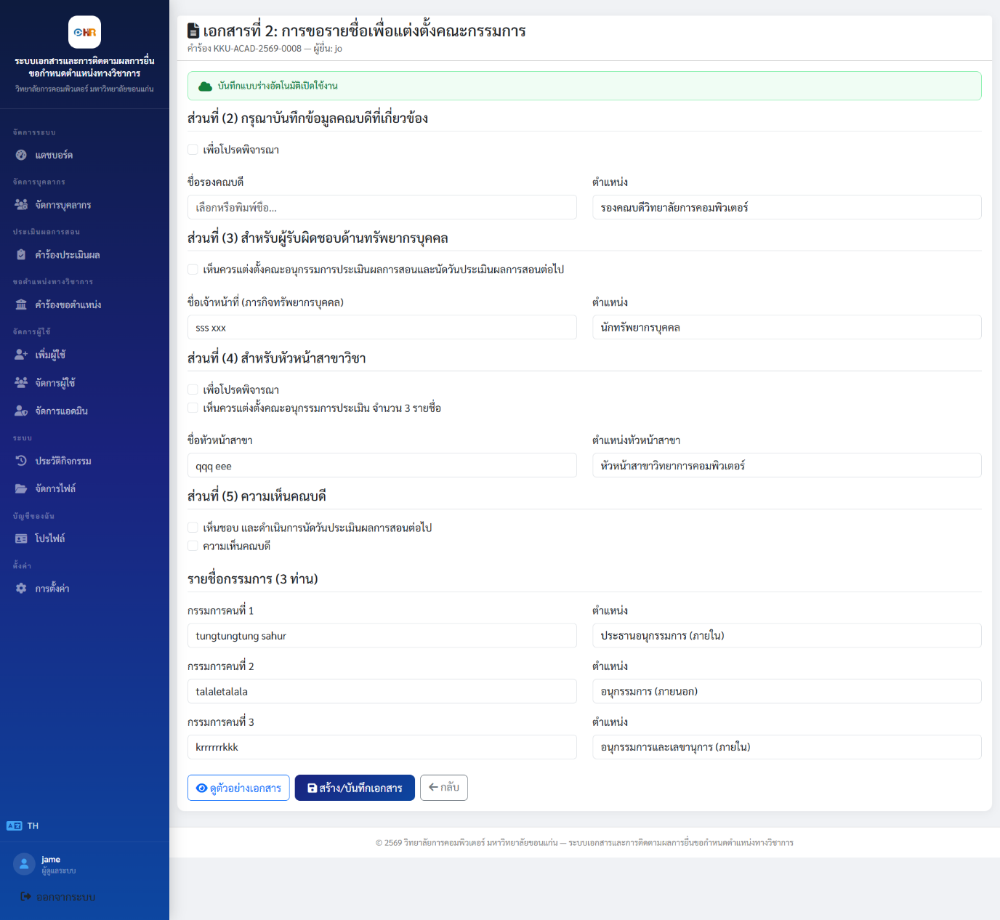 HR
ระบบเอกสารและการติดตามผลการยื่น
ขอกำหนดตำแหน่งทางวิชาการ
วิทยาลัยการคอมพิวเตอร์ มหาวิทยาลัยขอนแก่น
จัดการระบบ
แดชบอร์ด
จัดการบุคลากร
จัดการบุคลากร
ประเมินผลการสอน
คำร้องประเมินผล
ขอตำแหน่งทางวิชาการ
คำร้องขอตำแหน่ง
จัดการผู้ใช้
เพิ่มผู้ใช้
จัดการผู้ใช้
จัดการแอดมิน
ระบบ
ประวัติกิจกรรม
จัดการไฟล์
บัญชีของฉัน
โปรไฟล์
ตั้งค่า
การตั้งค่า
TH
jame
ผู้ดูแลระบบ
ออกจากระบบ
เอกสารที่ 2: การขอรายชื่อเพื่อแต่งตั้งคณะกรรมการ
คำร้อง KKU-ACAD-2569-0008 — ผู้ยื่น: jo
บันทึกแบบร่างอัตโนมัติเปิดใช้งาน
ส่วนที่ (2) กรุณาบันทึกข้อมูลคณบดีที่เกี่ยวข้อง
เพื่อโปรดพิจารณา
ชื่อรองคณบดี ตำแหน่ง
เลือกหรือพิมพ์ชื่อ... รองคณบดีวิทยาลัยการคอมพิวเตอร์
ส่วนที่ (3) สำหรับผู้รับผิดชอบด้านทรัพยากรบุคคล
เห็นควรแต่งตั้งคณะอนุกรรมการประเมินผลการสอนและนัดวันประเมินผลการสอนต่อไป
ชื่อเจ้าหน้าที่ (ภารกิจทรัพยากรบุคคล) ตำแหน่ง
sss xxx นักทรัพยากรบุคคล
ส่วนที่ (4) สำหรับหัวหน้าสาขาวิชา
เพื่อโปรดพิจารณา
เห็นควรแต่งตั้งคณะอนุกรรมการประเมิน จำนวน 3 รายชื่อ
ชื่อหัวหน้าสาขา ตำแหน่งหัวหน้าสาขา
qqq eee หัวหน้าสาขาวิทยาการคอมพิวเตอร์
ส่วนที่ (5) ความเห็นคณบดี
เห็นชอบ และดำเนินการนัดวันประเมินผลการสอนต่อไป
ความเห็นคณบดี
รายชื่อกรรมการ (3 ท่าน)
กรรมการคนที่ 1 ตำแหน่ง
tungtungtung sahur ประธานอนุกรรมการ (ภายใน)
กรรมการคนที่ 2 ตำแหน่ง
talaletalala อนุกรรมการ (ภายนอก)
กรรมการคนที่ 3 ตำแหน่ง
krrrrrrkkk อนุกรรมการและเลขานุการ (ภายใน)
ดูตัวอย่างเอกสาร สร้าง/บันทึกเอกสาร กลับ
© 2569 วิทยาลัยการคอมพิวเตอร์ มหาวิทยาลัยขอนแก่น — ระบบเอกสารและการติดตามผลการยื่นขอกำหนดตำแหน่งทางวิชาการ